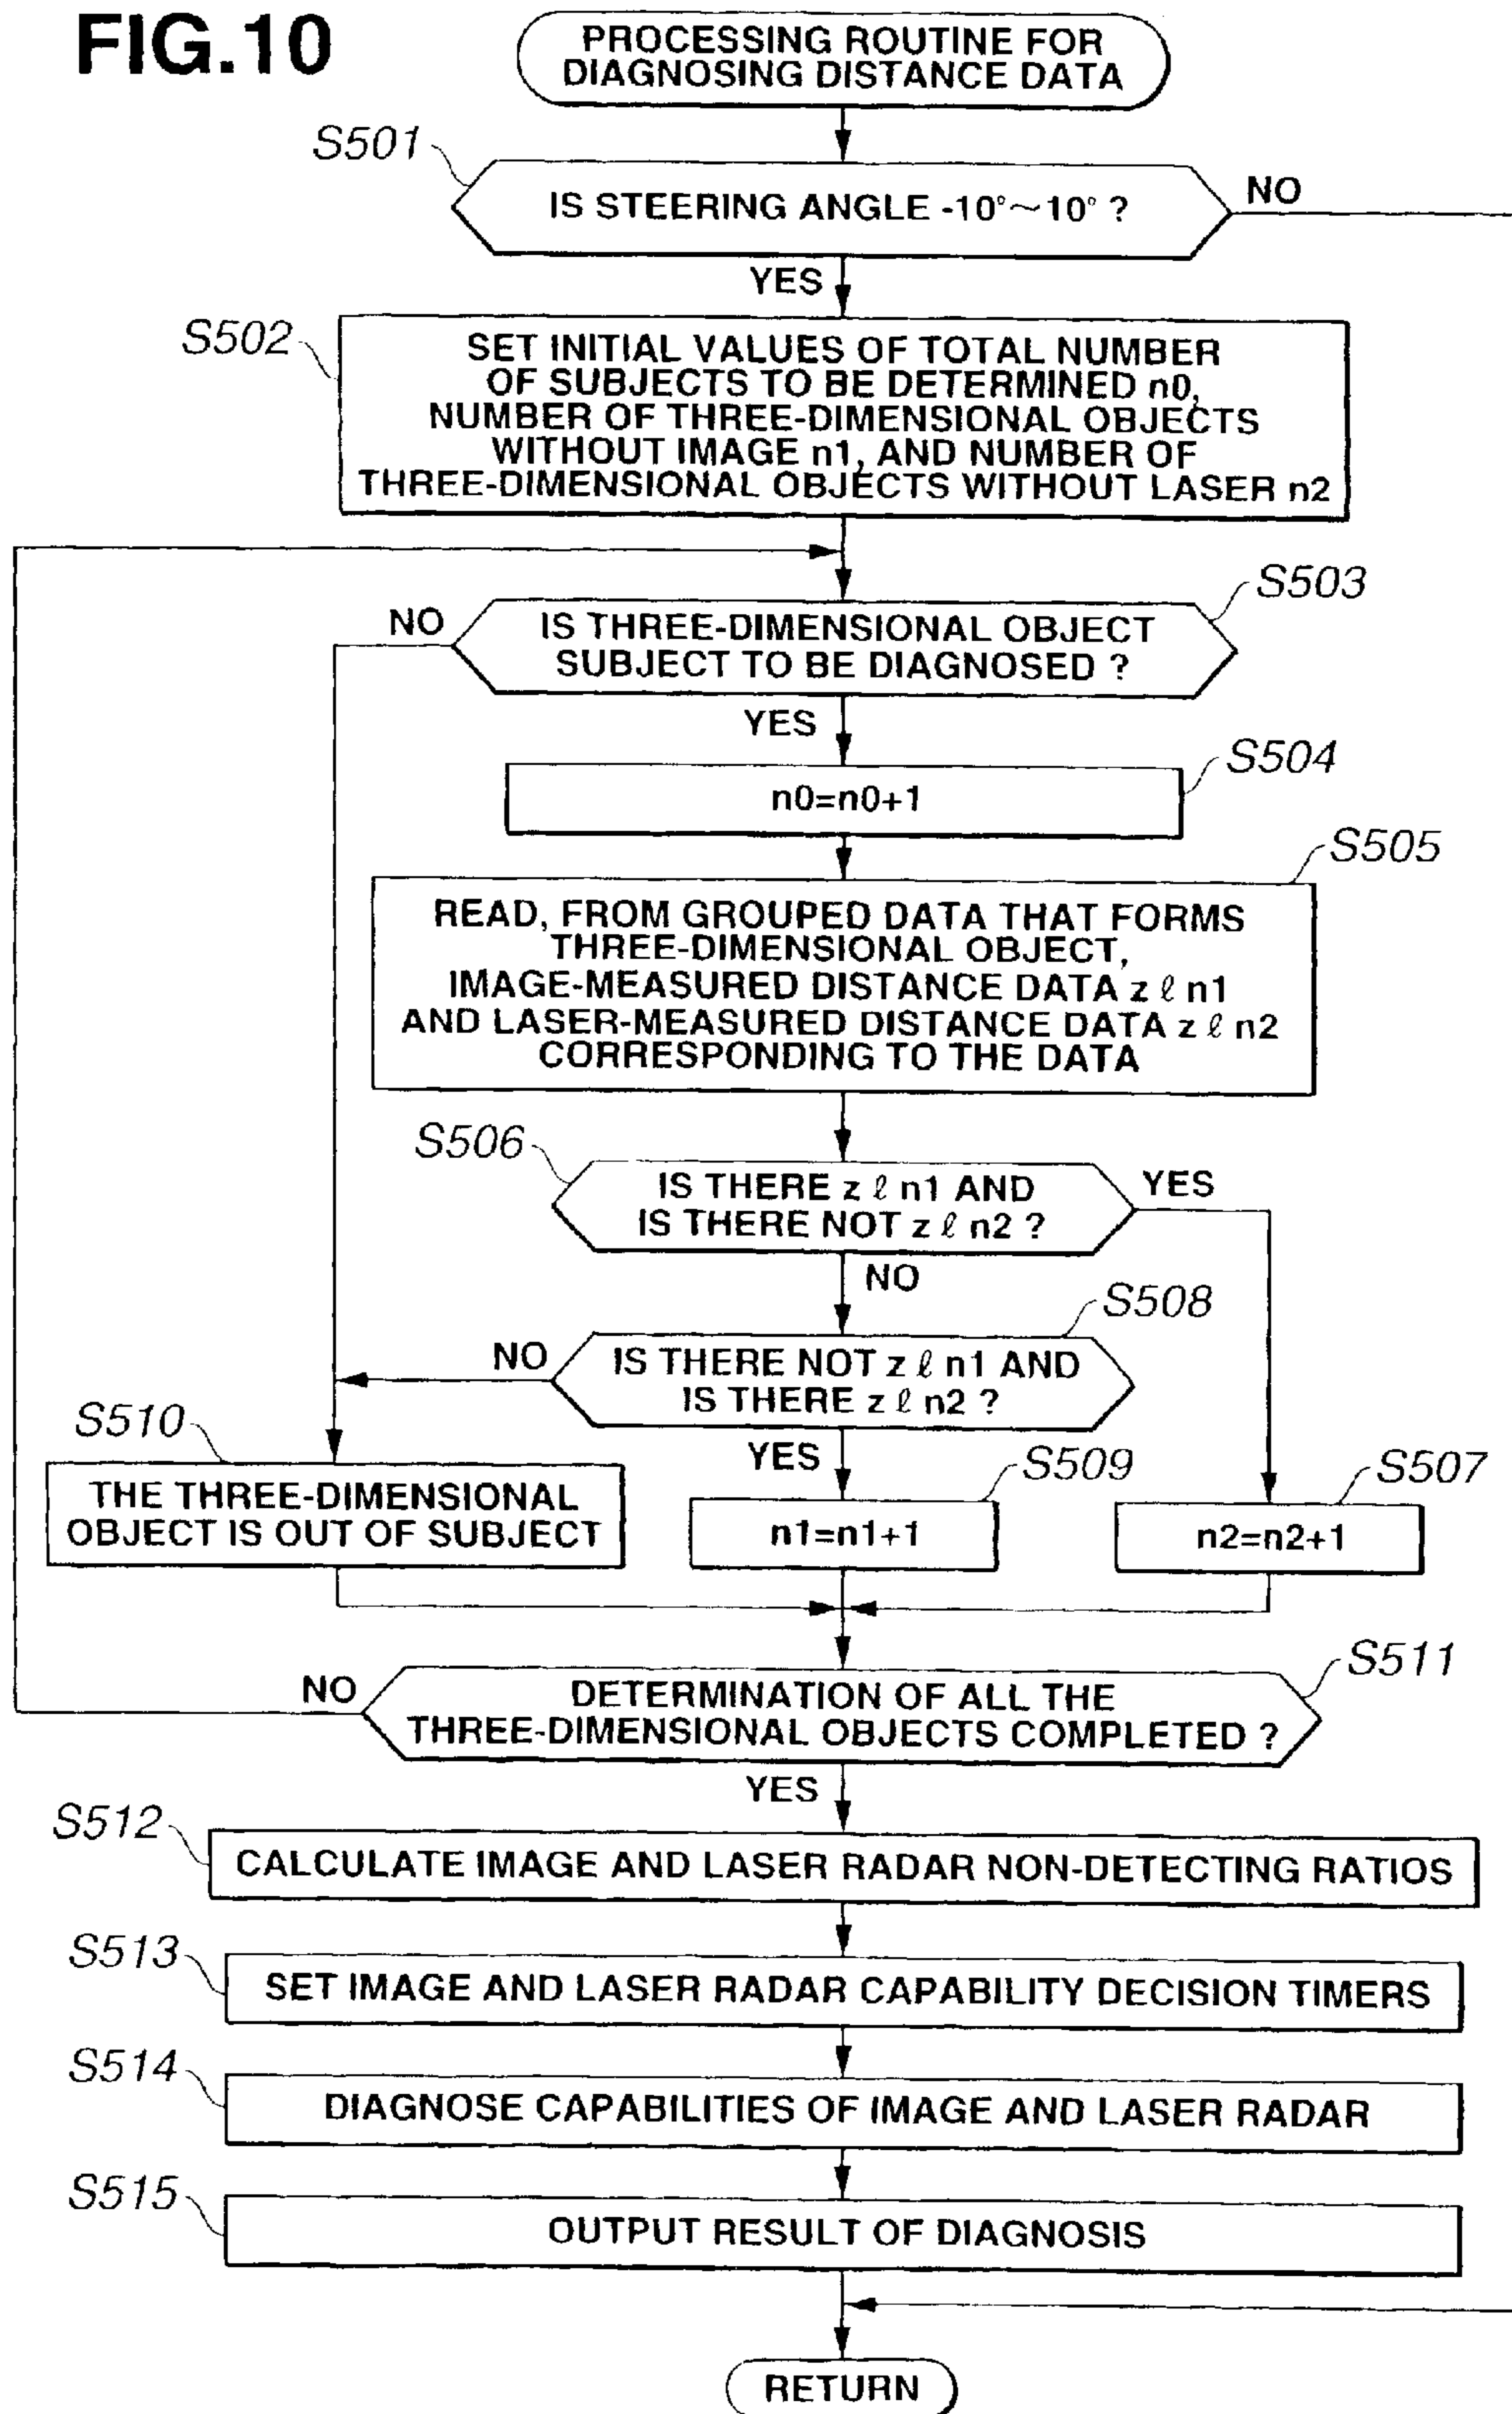 FIG.10
PROCESSING ROUTINE FOR
DIAGNOSING DISTANCE DATA
S501
IS STEERING ANGLE -10°~10° ?
NO
YES
S502
SET INITIAL VALUES OF TOTAL NUMBER
OF SUBJECTS TO BE DETERMINED n0,
NUMBER OF THREE-DIMENSIONAL OBJECTS
WITHOUT IMAGE n1, AND NUMBER OF
THREE-DIMENSIONAL OBJECTS WITHOUT LASER n2
S503
NO
IS THREE-DIMENSIONAL OBJECT
SUBJECT TO BE DIAGNOSED ?
YES
S504
n0=n0+1
S505
READ, FROM GROUPED DATA THAT FORMS
THREE-DIMENSIONAL OBJECT,
IMAGE-MEASURED DISTANCE DATA z ℓ n1
AND LASER-MEASURED DISTANCE DATA z ℓ n2
CORRESPONDING TO THE DATA
S506
IS THERE z ℓ n1 AND
IS THERE NOT z ℓ n2 ?
YES
NO
S508
NO
IS THERE NOT z ℓ n1 AND
IS THERE z ℓ n2 ?
YES
S510
THE THREE-DIMENSIONAL
OBJECT IS OUT OF SUBJECT
S509
n1=n1+1
S507
n2=n2+1
S511
NO
DETERMINATION OF ALL THE
THREE-DIMENSIONAL OBJECTS COMPLETED ?
YES
S512
CALCULATE IMAGE AND LASER RADAR NON-DETECTING RATIOS
S513
SET IMAGE AND LASER RADAR CAPABILITY DECISION TIMERS
S514
DIAGNOSE CAPABILITIES OF IMAGE AND LASER RADAR
S515
OUTPUT RESULT OF DIAGNOSIS
RETURN